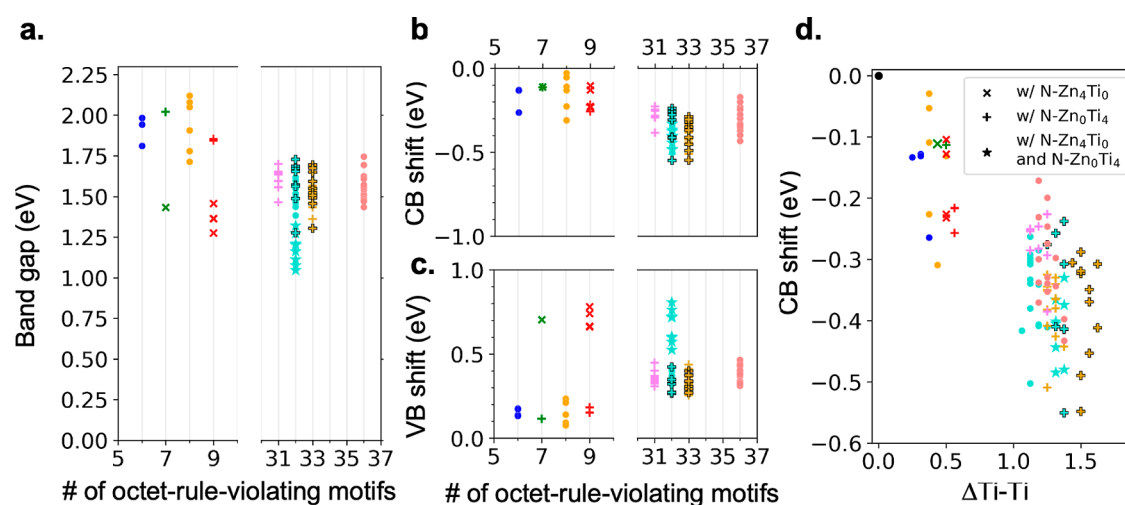 a.
2.25
2.00
1.75
1.50
1.25
1.00
0.75
0.50
0.25
0.00
Band gap (eV)
5 7 9 31 33 35 37
# of octet-rule-violating motifs
b.
5 7 9 31 33 35 37
0.0
−0.5
−1.0
CB shift (eV)
c.
1.0
0.5
0.0
VB shift (eV)
5 7 9 31 33 35 37
# of octet-rule-violating motifs
d.
0.0
−0.1
−0.2
−0.3
−0.4
−0.5
−0.6
CB shift (eV)
w/ N-Zn₄Ti₀
w/ N-Zn₀Ti₄
w/ N-Zn₄Ti₀
and N-Zn₀Ti₄
0.0 0.5 1.0 1.5
ΔTi-Ti